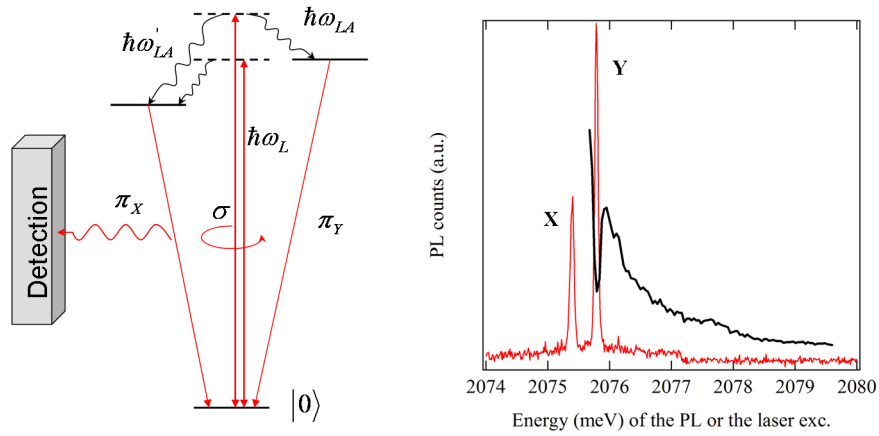 ħω'LA
ħωLA
ħωL
πX
σ
πY
Detection
|0⟩
PL counts (a.u.)
X
Y
2074 2075 2076 2077 2078 2079 2080
Energy (meV) of the PL or the laser exc.